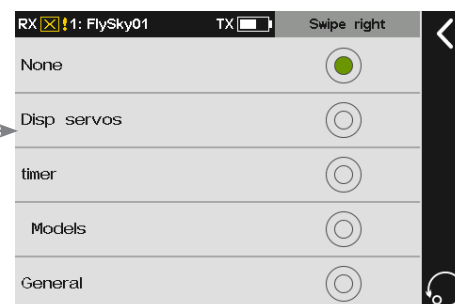 RX !1: FlySky01 TX Swipe right
None
Disp servos
timer
Models
General